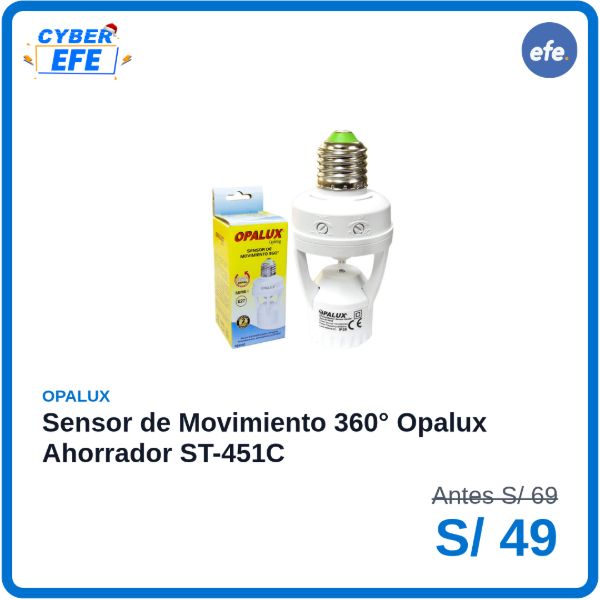 CYBER
EFE
efe.
OPALUX
SENSOR DE
MOVIMIENTO 360°
E27
OPALUX
OPALUX
Sensor de Movimiento 360° Opalux
Ahorrador ST-451C
Antes S/ 69
S/ 49